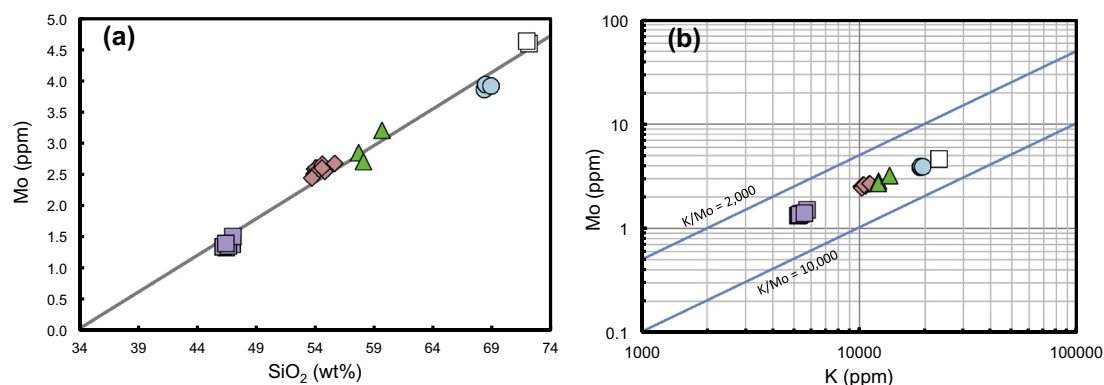 (a)
Mo (ppm)
5.0
4.5
4.0
3.5
3.0
2.5
2.0
1.5
1.0
0.5
0.0
34 39 44 49 54 59 64 69 74
SiO₂ (wt%)
(b)
Mo (ppm)
100
10
1
0.1
K/Mo = 2,000
K/Mo = 10,000
1000 10000 100000
K (ppm)